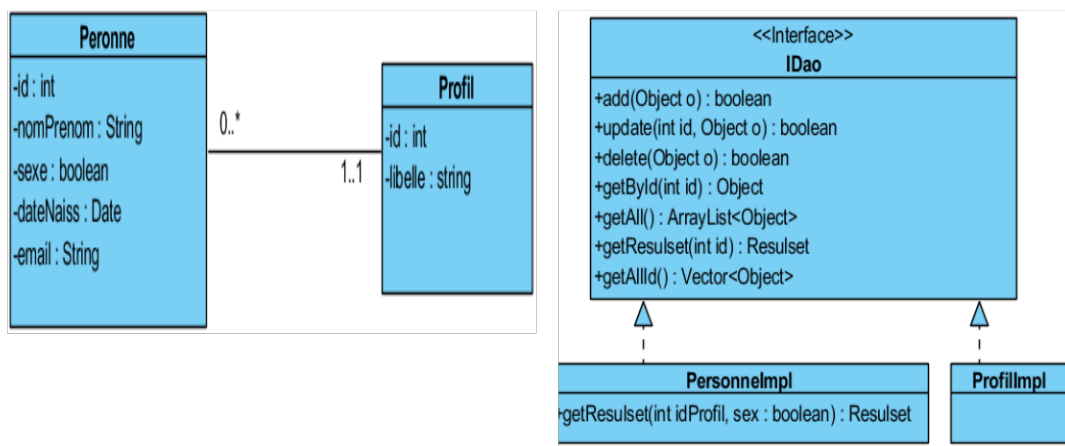 Peronne
-id : int
-nomPrenom : String
-sexe : boolean
-dateNaiss : Date
-email : String
0..*
1..1
Profil
-id : int
-libelle : string
<<Interface>>
IDao
+add(Object o) : boolean
+update(int id, Object o) : boolean
+delete(Object o) : boolean
+getById(int id) : Object
+getAll() : ArrayList<Object>
+getResulset(int id) : Resulset
+getAllId() : Vector<Object>
PersonneImpl
+getResulset(int idProfil, sex : boolean) : Resulset
ProfilImpl